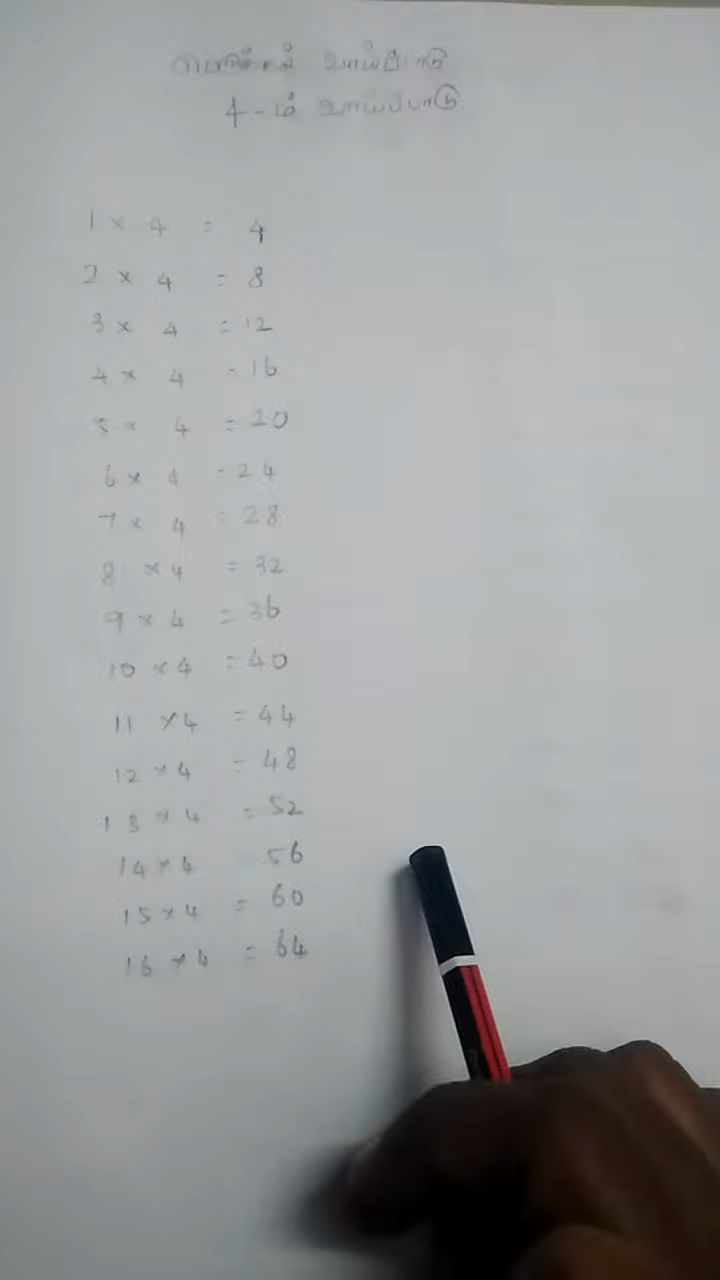 பெருக்கல் வாய்ப்பாடு
4-ம் வாய்ப்பாடு
1 × 4 = 4
2 × 4 = 8
3 × 4 = 12
4 × 4 = 16
5 × 4 = 20
6 × 4 = 24
7 × 4 = 28
8 × 4 = 32
9 × 4 = 36
10 × 4 = 40
11 × 4 = 44
12 × 4 = 48
13 × 4 = 52
14 × 4 56
15 × 4 = 60
16 × 4 = 64